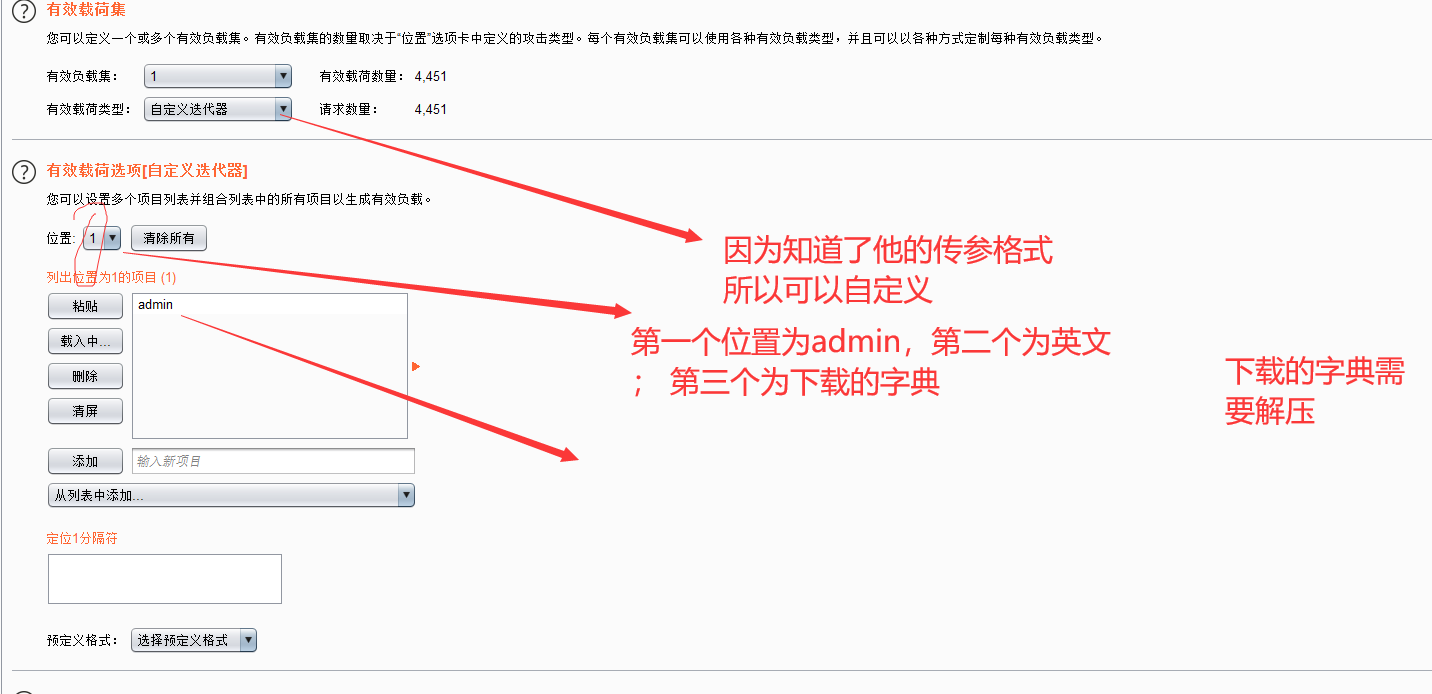 有效载荷集
您可以定义一个或多个有效负载集。有效负载集的数量取决于“位置”选项卡中定义的攻击类型。每个有效负载集可以使用各种有效负载类型，并且可以以各种方式定制每种有效负载类型。
有效负载集： 1 有效载荷数量： 4,451
有效载荷类型： 自定义迭代器 请求数量： 4,451
有效载荷选项[自定义迭代器]
您可以设置多个项目列表并组合列表中的所有项目以生成有效负载。
位置: 1 清除所有
列出位置为1的项目 (1)
粘贴 admin
载入中...
删除
清屏
添加 输入新项目
从列表中添加...
定位1分隔符
预定义格式： 选择预定义格式
因为知道了他的传参格式
所以可以自定义
第一个位置为admin，第二个为英文
； 第三个为下载的字典
下载的字典需
要解压